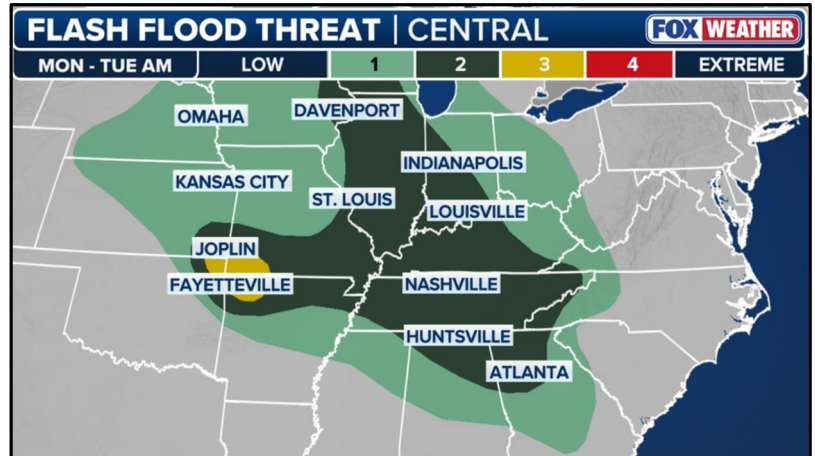 FLASH FLOOD THREAT | CENTRAL
FOX WEATHER
MON - TUE AM LOW 1 2 3 4 EXTREME
OMAHA
DAVENPORT
INDIANAPOLIS
KANSAS CITY
ST. LOUIS
LOUISVILLE
JOPLIN
FAYETTEVILLE
NASHVILLE
HUNTSVILLE
ATLANTA